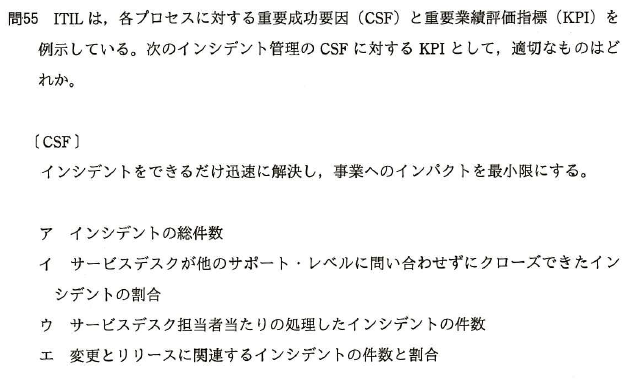 問55 ITILは，各プロセスに対する重要成功要因（CSF）と重要業績評価指標（KPI）を
例示している。次のインシデント管理のCSFに対するKPIとして，適切なものはど
れか。
〔CSF〕
インシデントをできるだけ迅速に解決し，事業へのインパクトを最小限にする。
ア インシデントの総件数
イ サービスデスクが他のサポート・レベルに問い合わせずにクローズできたイン
シデントの割合
ウ サービスデスク担当者当たりの処理したインシデントの件数
エ 変更とリリースに関連するインシデントの件数と割合